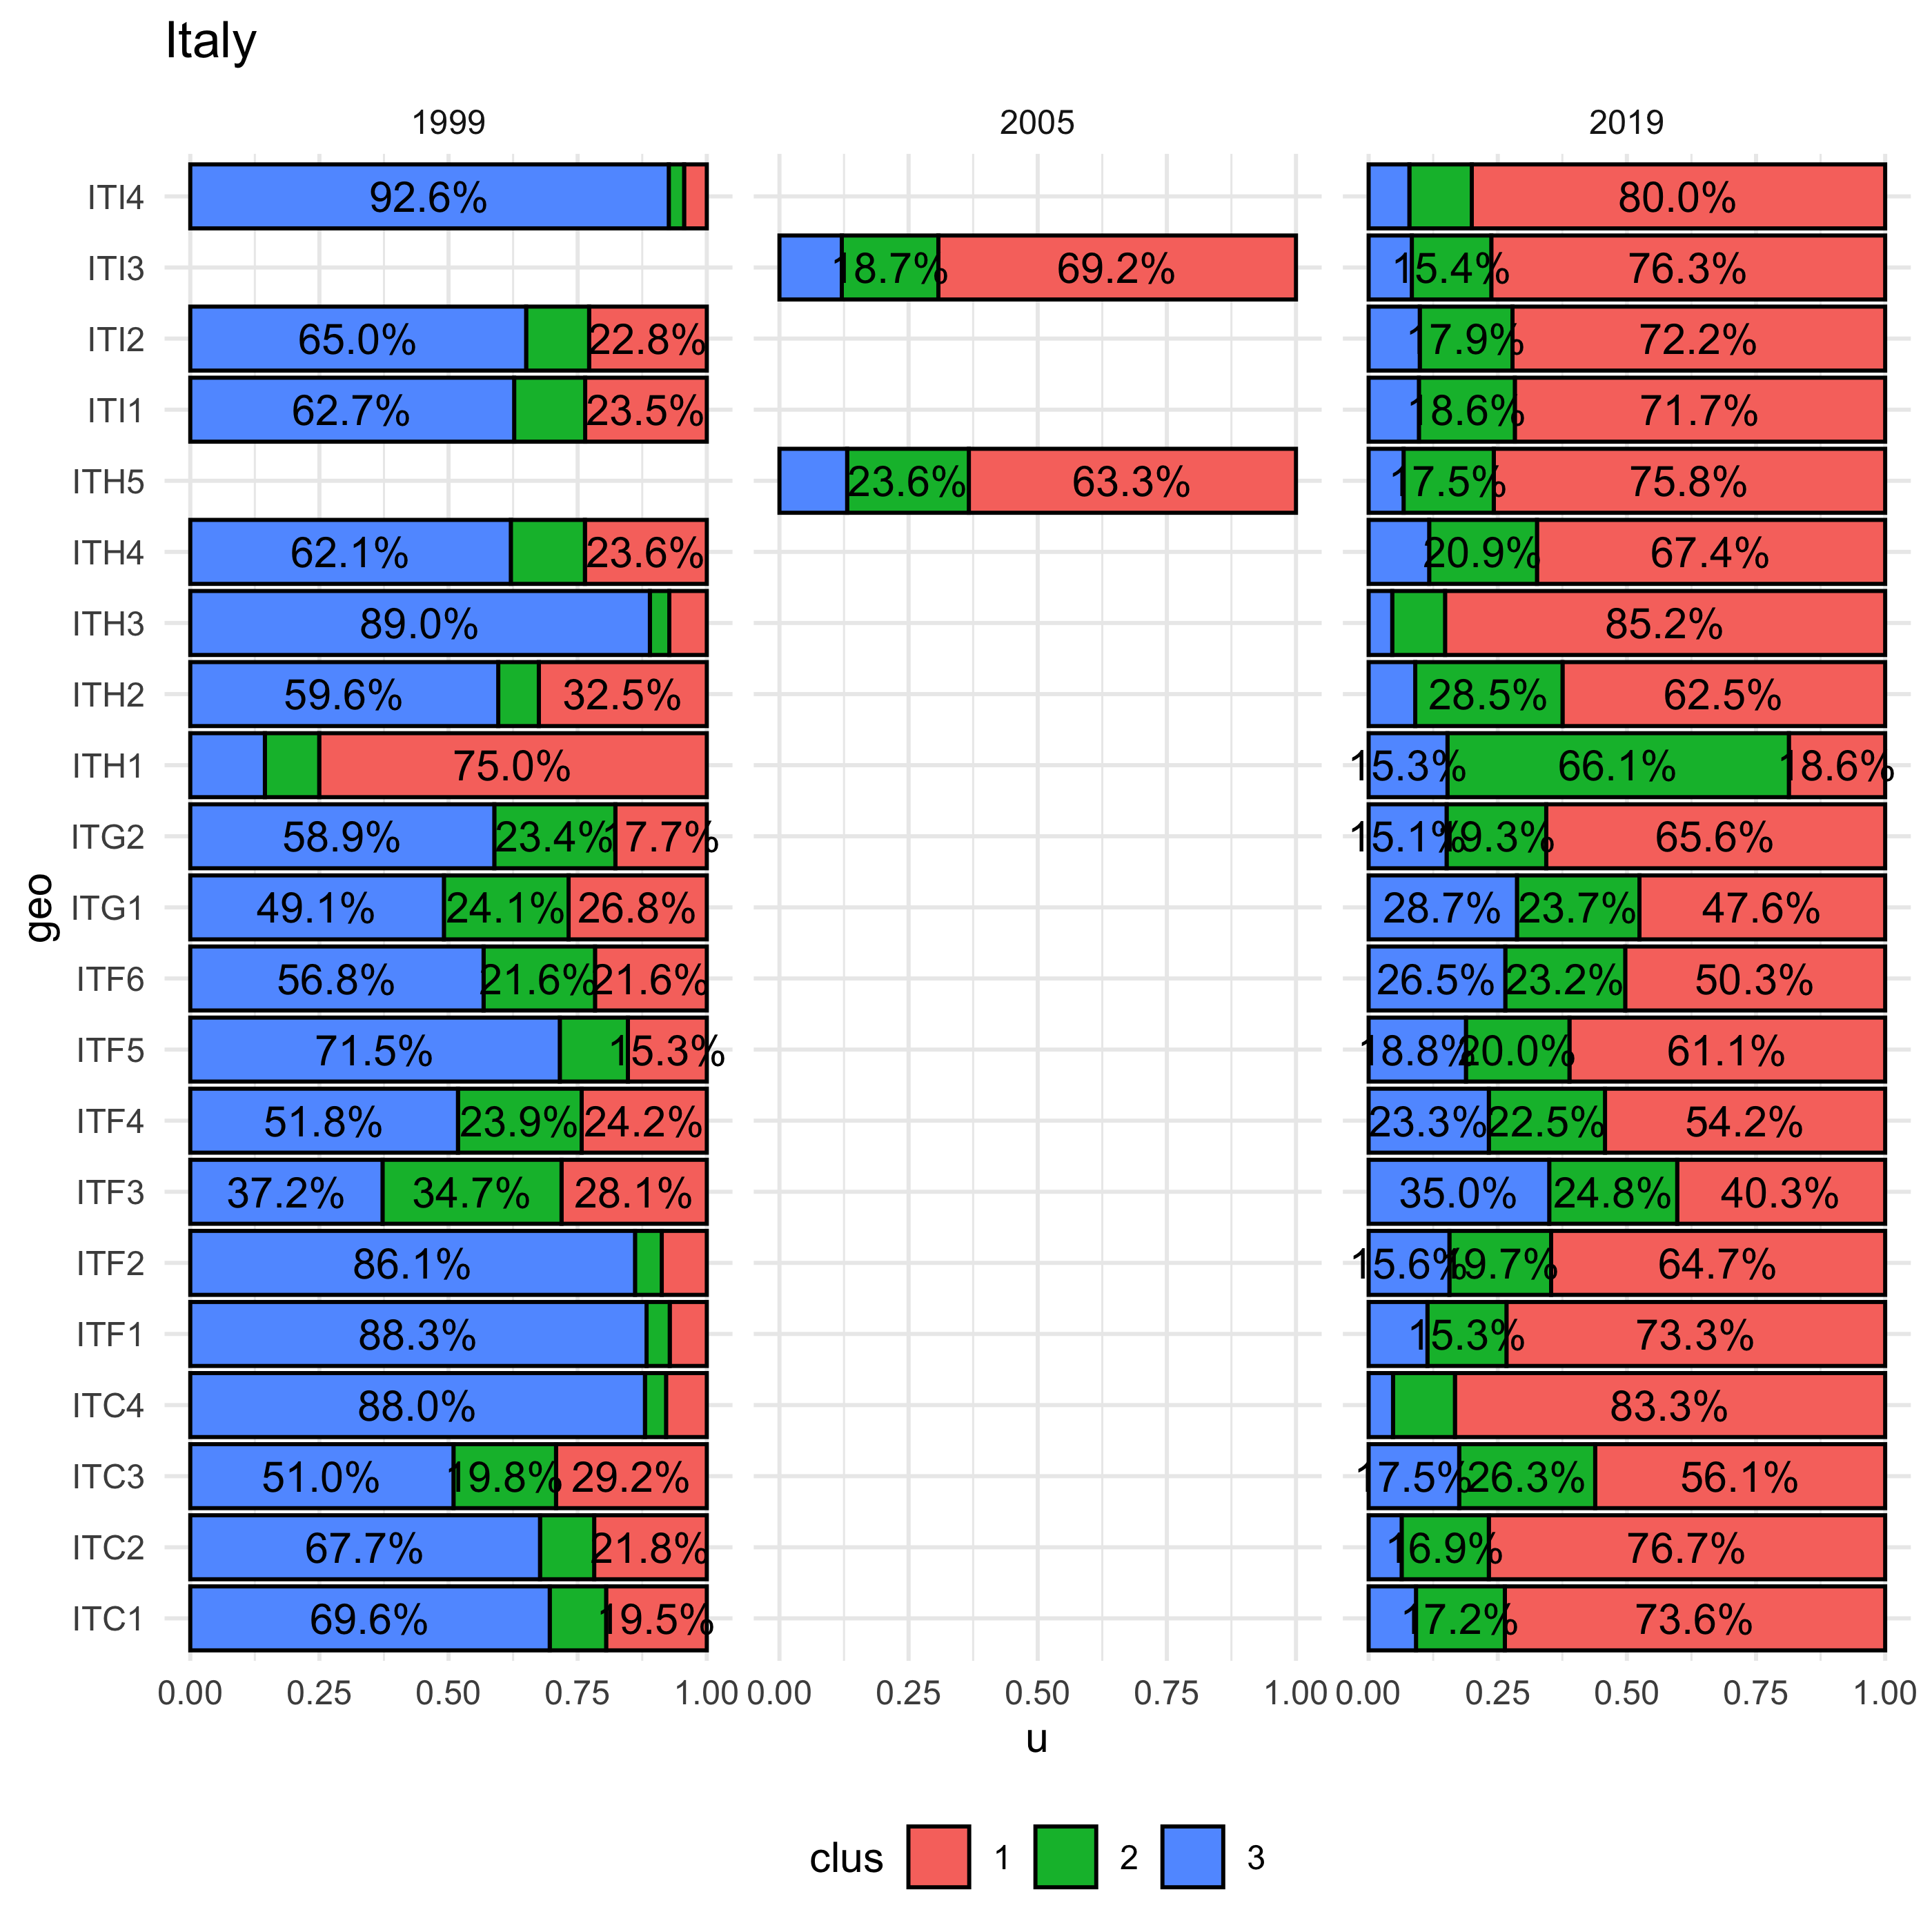 Italy
1999 2005 2019
geo
ITI4 92.6% 80.0%
ITI3 18.7% 69.2% 15.4% 76.3%
ITI2 65.0% 22.8% 17.9% 72.2%
ITI1 62.7% 23.5% 18.6% 71.7%
ITH5 23.6% 63.3% 17.5% 75.8%
ITH4 62.1% 23.6% 20.9% 67.4%
ITH3 89.0% 85.2%
ITH2 59.6% 32.5% 28.5% 62.5%
ITH1 75.0% 15.3% 66.1% 18.6%
ITG2 58.9% 23.4% 17.7% 15.1% 19.3% 65.6%
ITG1 49.1% 24.1% 26.8% 28.7% 23.7% 47.6%
ITF6 56.8% 21.6% 21.6% 26.5% 23.2% 50.3%
ITF5 71.5% 15.3% 18.8% 20.0% 61.1%
ITF4 51.8% 23.9% 24.2% 23.3% 22.5% 54.2%
ITF3 37.2% 34.7% 28.1% 35.0% 24.8% 40.3%
ITF2 86.1% 15.6% 19.7% 64.7%
ITF1 88.3% 15.3% 73.3%
ITC4 88.0% 83.3%
ITC3 51.0% 19.8% 29.2% 17.5% 26.3% 56.1%
ITC2 67.7% 21.8% 16.9% 76.7%
ITC1 69.6% 19.5% 17.2% 73.6%
0.00 0.25 0.50 0.75 1.00 0.00 0.25 0.50 0.75 1.00 0.00 0.25 0.50 0.75 1.00
u
clus 1 2 3